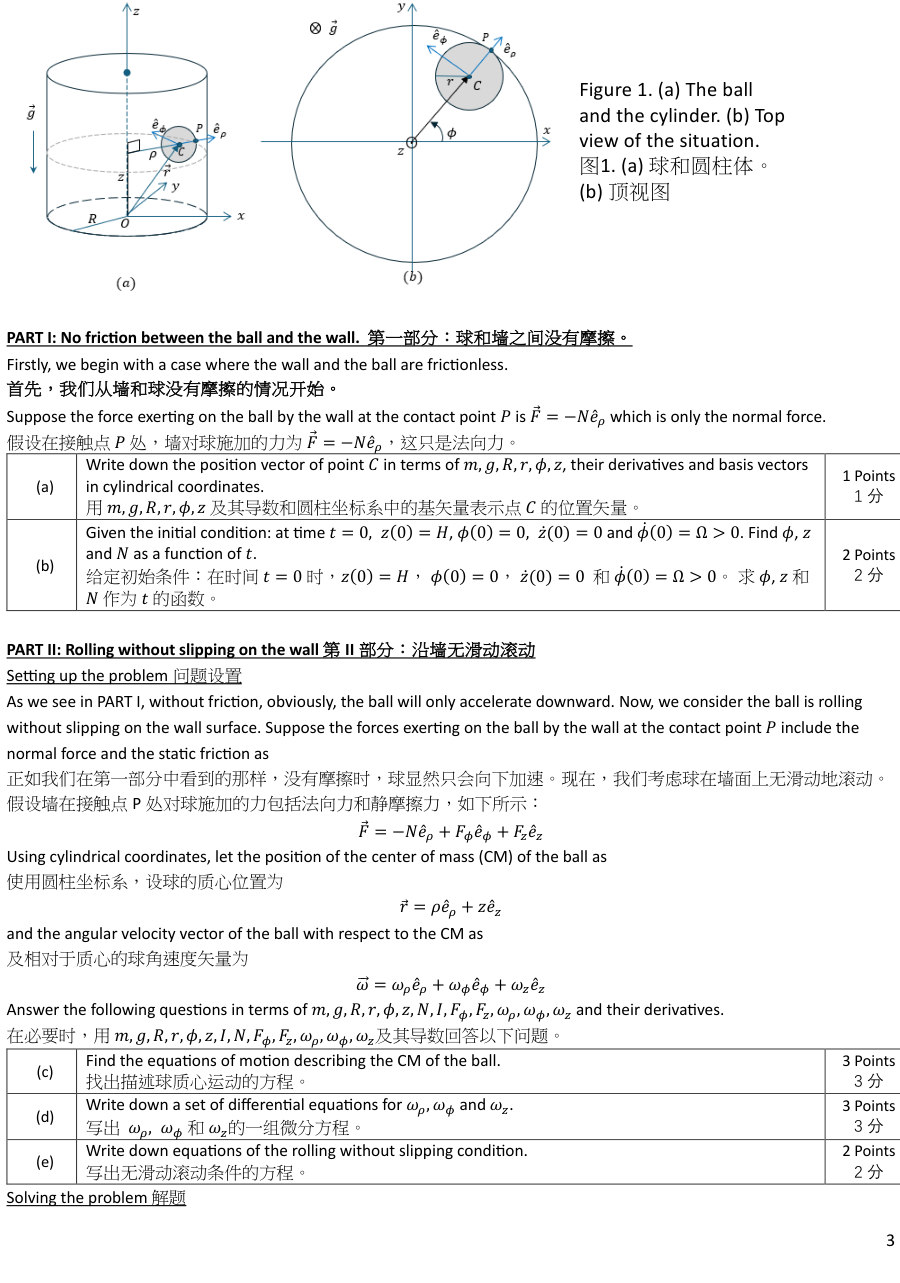 z
g⃗
ê_ϕ
P
ê_ρ
ρ
C
r⃗
z
y
R
O
x
(a)
y
⊗ g⃗
ê_ϕ
P
ê_ρ
r
C
ϕ
x
z
(b)
Figure 1. (a) The ball
and the cylinder. (b) Top
view of the situation.
图1. (a) 球和圆柱体。
(b) 顶视图
PART I: No friction between the ball and the wall. 第一部分：球和墙之间没有摩擦。
Firstly, we begin with a case where the wall and the ball are frictionless.
首先，我们从墙和球没有摩擦的情况开始。
Suppose the force exerting on the ball by the wall at the contact point P is F⃗ = −Nê_ρ which is only the normal force.
假设在接触点 P 处，墙对球施加的力为 F⃗ = −Nê_ρ，这只是法向力。
(a)
Write down the position vector of point C in terms of m, g, R, r, ϕ, z, their derivatives and basis vectors
in cylindrical coordinates.
用 m, g, R, r, ϕ, z 及其导数和圆柱坐标系中的基矢量表示点 C 的位置矢量。
1 Points
1 分
(b)
Given the initial condition: at time t = 0, z(0) = H, ϕ(0) = 0, ż(0) = 0 and ϕ̇(0) = Ω > 0. Find ϕ, z
and N as a function of t.
给定初始条件：在时间 t = 0 时，z(0) = H， ϕ(0) = 0， ż(0) = 0 和 ϕ̇(0) = Ω > 0。 求 ϕ, z 和
N 作为 t 的函数。
2 Points
2 分
PART II: Rolling without slipping on the wall 第 II 部分：沿墙无滑动滚动
Setting up the problem 问题设置
As we see in PART I, without friction, obviously, the ball will only accelerate downward. Now, we consider the ball is rolling
without slipping on the wall surface. Suppose the forces exerting on the ball by the wall at the contact point P include the
normal force and the static friction as
正如我们在第一部分中看到的那样，没有摩擦时，球显然只会向下加速。现在，我们考虑球在墙面上无滑动地滚动。
假设墙在接触点 P 处对球施加的力包括法向力和静摩擦力，如下所示：
F⃗ = −Nê_ρ + F_ϕê_ϕ + F_zê_z
Using cylindrical coordinates, let the position of the center of mass (CM) of the ball as
使用圆柱坐标系，设球的质心位置为
r⃗ = ρê_ρ + zê_z
and the angular velocity vector of the ball with respect to the CM as
及相对于质心的球角速度矢量为
ω⃗ = ω_ρê_ρ + ω_ϕê_ϕ + ω_zê_z
Answer the following questions in terms of m, g, R, r, ϕ, z, N, I, F_ϕ, F_z, ω_ρ, ω_ϕ, ω_z and their derivatives.
在必要时，用 m, g, R, r, ϕ, z, I, N, F_ϕ, F_z, ω_ρ, ω_ϕ, ω_z及其导数回答以下问题。
(c)
Find the equations of motion describing the CM of the ball.
找出描述球质心运动的方程。
3 Points
3 分
(d)
Write down a set of differential equations for ω_ρ, ω_ϕ and ω_z.
写出 ω_ρ, ω_ϕ 和 ω_z的一组微分方程。
3 Points
3 分
(e)
Write down equations of the rolling without slipping condition.
写出无滑动滚动条件的方程。
2 Points
2 分
Solving the problem 解题
3